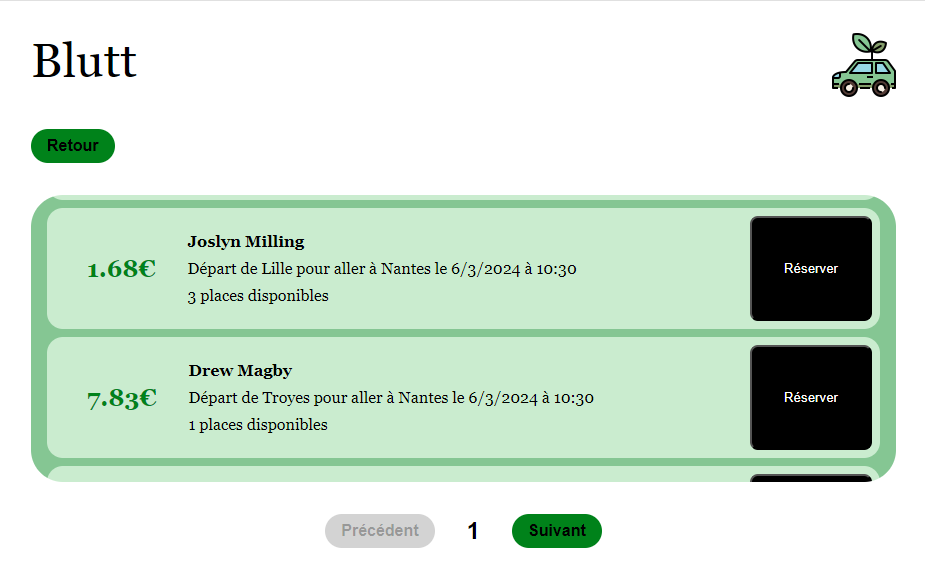 Blutt
Retour
1.68€
Joslyn Milling
Départ de Lille pour aller à Nantes le 6/3/2024 à 10:30
3 places disponibles
Réserver
7.83€
Drew Magby
Départ de Troyes pour aller à Nantes le 6/3/2024 à 10:30
1 places disponibles
Réserver
Précédent
1
Suivant